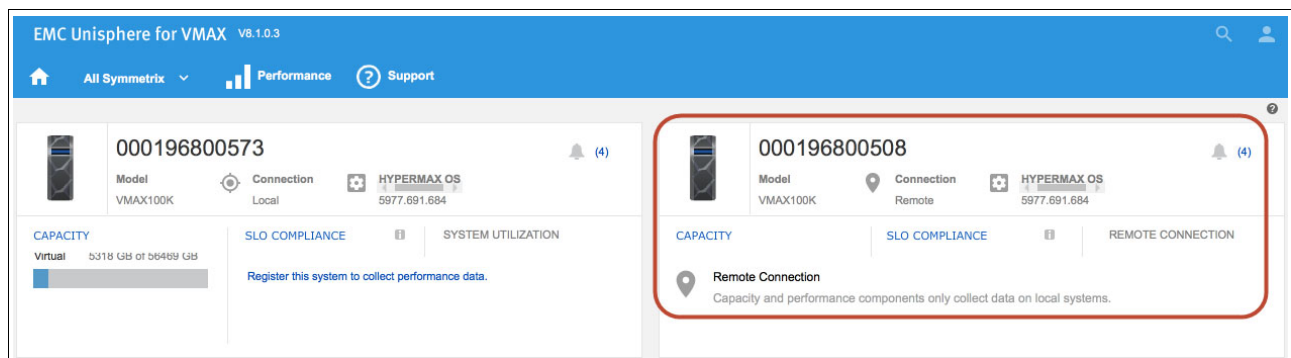 EMC Unisphere for VMAX V8.1.0.3
All Symmetrix Performance Support
000196800573 (4)
Model Connection HYPERMAX OS
VMAX100K Local 5977.691.684
CAPACITY SLO COMPLIANCE SYSTEM UTILIZATION
Virtual 5318 GB of 56469 GB
Register this system to collect performance data.
000196800508 (4)
Model Connection HYPERMAX OS
VMAX100K Remote 5977.691.684
CAPACITY SLO COMPLIANCE REMOTE CONNECTION
Remote Connection
Capacity and performance components only collect data on local systems.